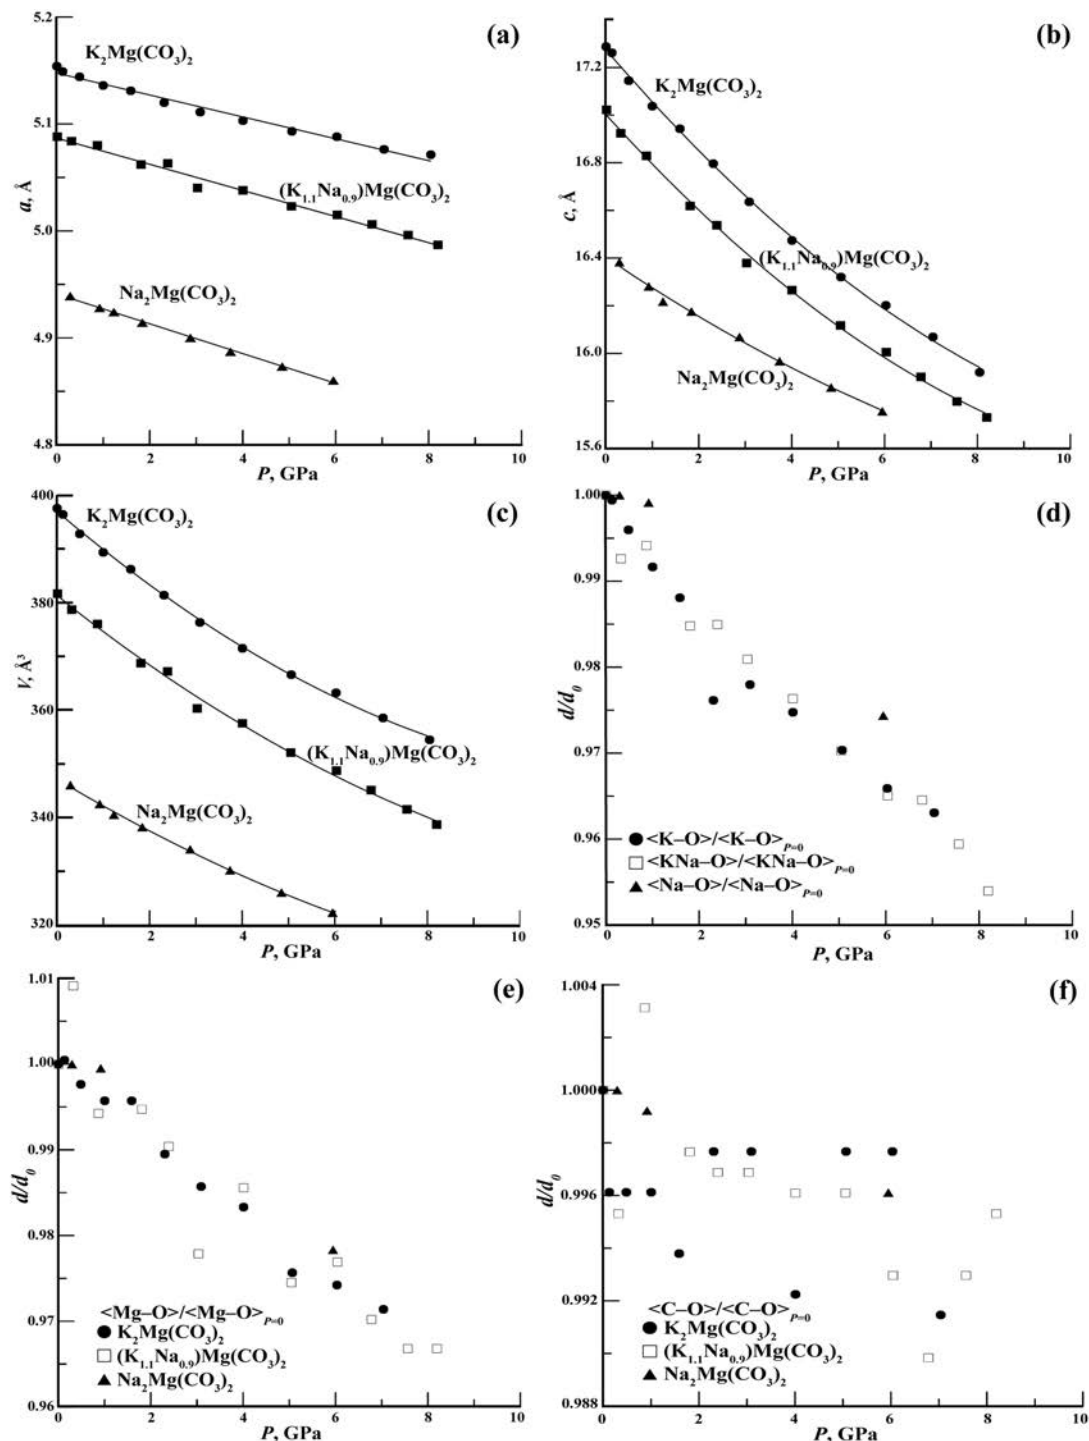 (a)
5.2
5.1
5.0
4.9
4.8
a, Å
K₂Mg(CO₃)₂
(K₁.₁Na₀.₉)Mg(CO₃)₂
Na₂Mg(CO₃)₂
0 2 4 6 8 10
P, GPa
(b)
17.2
16.8
16.4
16.0
15.6
c, Å
K₂Mg(CO₃)₂
(K₁.₁Na₀.₉)Mg(CO₃)₂
Na₂Mg(CO₃)₂
0 2 4 6 8 10
P, GPa
(c)
400
380
360
340
320
V, Å³
K₂Mg(CO₃)₂
(K₁.₁Na₀.₉)Mg(CO₃)₂
Na₂Mg(CO₃)₂
0 2 4 6 8 10
P, GPa
(d)
1.00
0.99
0.98
0.97
0.96
0.95
d/d₀
<K–O>/<K–O>P=0
<KNa–O>/<KNa–O>P=0
<Na–O>/<Na–O>P=0
0 2 4 6 8 10
P, GPa
(e)
1.01
1.00
0.99
0.98
0.97
0.96
d/d₀
<Mg–O>/<Mg–O>P=0
K₂Mg(CO₃)₂
(K₁.₁Na₀.₉)Mg(CO₃)₂
Na₂Mg(CO₃)₂
0 2 4 6 8 10
P, GPa
(f)
1.004
1.000
0.996
0.992
0.988
d/d₀
<C–O>/<C–O>P=0
K₂Mg(CO₃)₂
(K₁.₁Na₀.₉)Mg(CO₃)₂
Na₂Mg(CO₃)₂
0 2 4 6 8 10
P, GPa